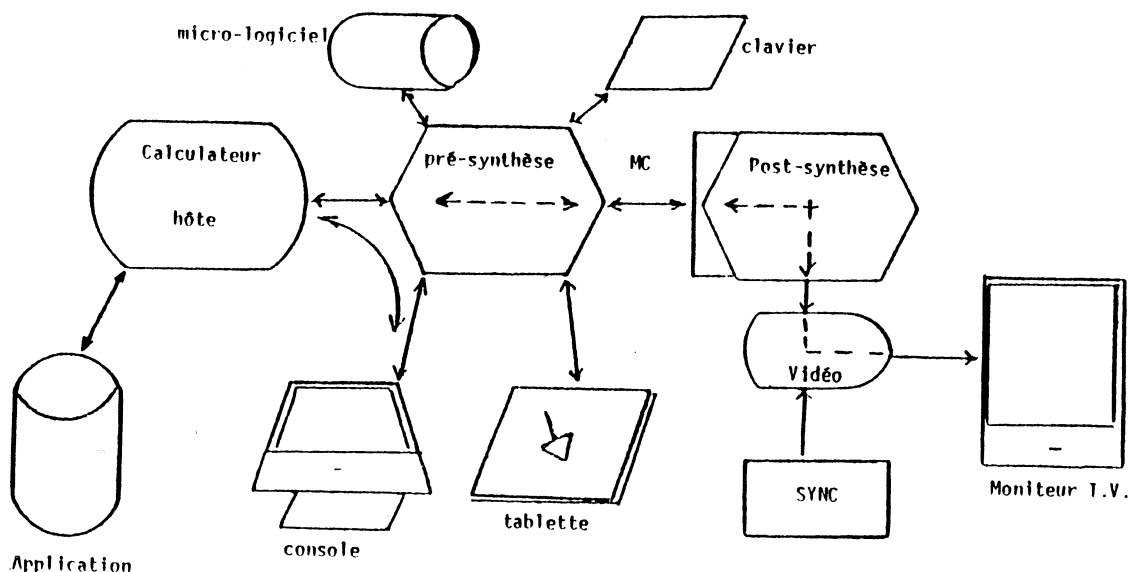 micro-logiciel
clavier
Calculateur
hôte
pré-synthèse
MC
Post-synthèse
Vidéo
SYNC
Moniteur T.V.
tablette
console
Application